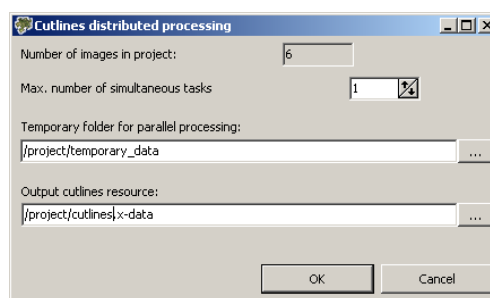 Cutlines distributed processing
Number of images in project: 6
Max. number of simultaneous tasks 1
Temporary folder for parallel processing:
/project/temporary_data ...
Output cutlines resource:
/project/cutlines.x-data ...
OK Cancel